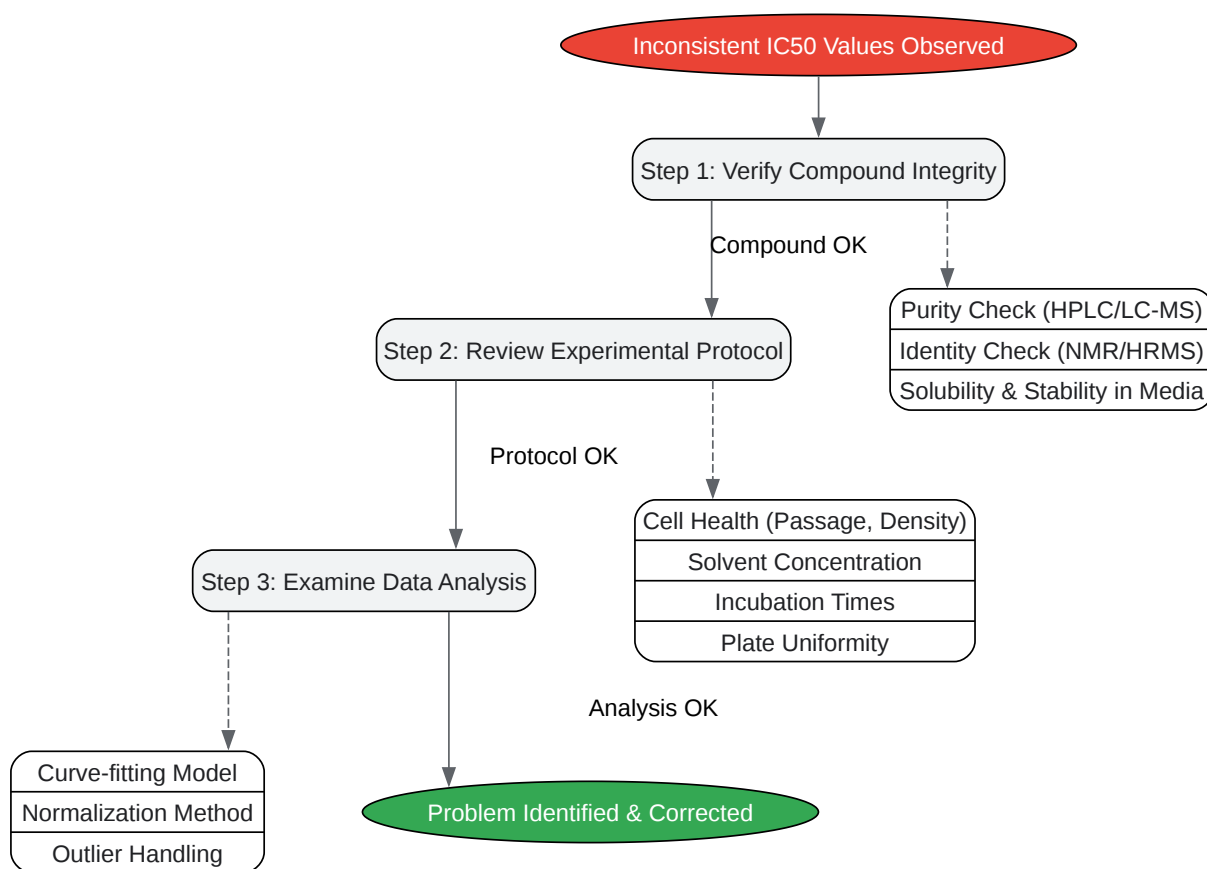 Inconsistent IC50 Values Observed
Step 1: Verify Compound Integrity
Compound OK
Purity Check (HPLC/LC-MS)
Identity Check (NMR/HRMS)
Solubility & Stability in Media
Step 2: Review Experimental Protocol
Protocol OK
Cell Health (Passage, Density)
Solvent Concentration
Incubation Times
Plate Uniformity
Step 3: Examine Data Analysis
Analysis OK
Curve-fitting Model
Normalization Method
Outlier Handling
Problem Identified & Corrected